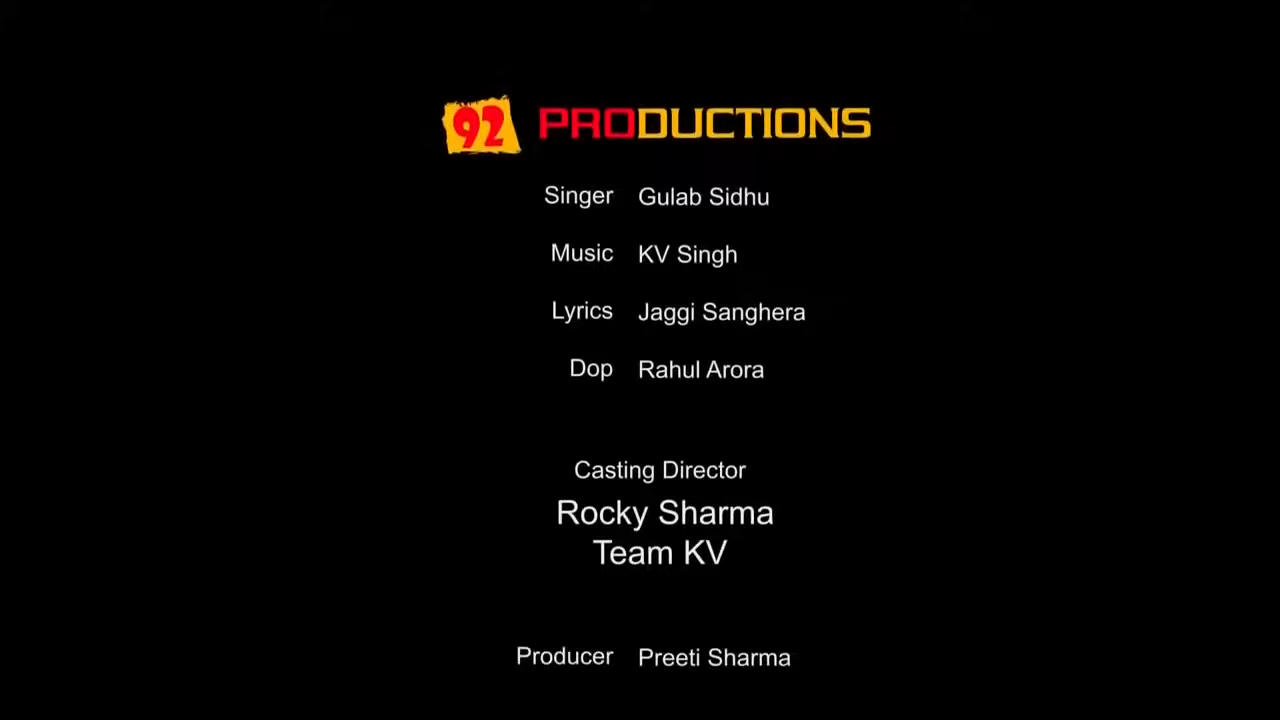 92 PRODUCTIONS
Singer Gulab Sidhu
Music KV Singh
Lyrics Jaggi Sanghera
Dop Rahul Arora
Casting Director
Rocky Sharma
Team KV
Producer Preeti Sharma